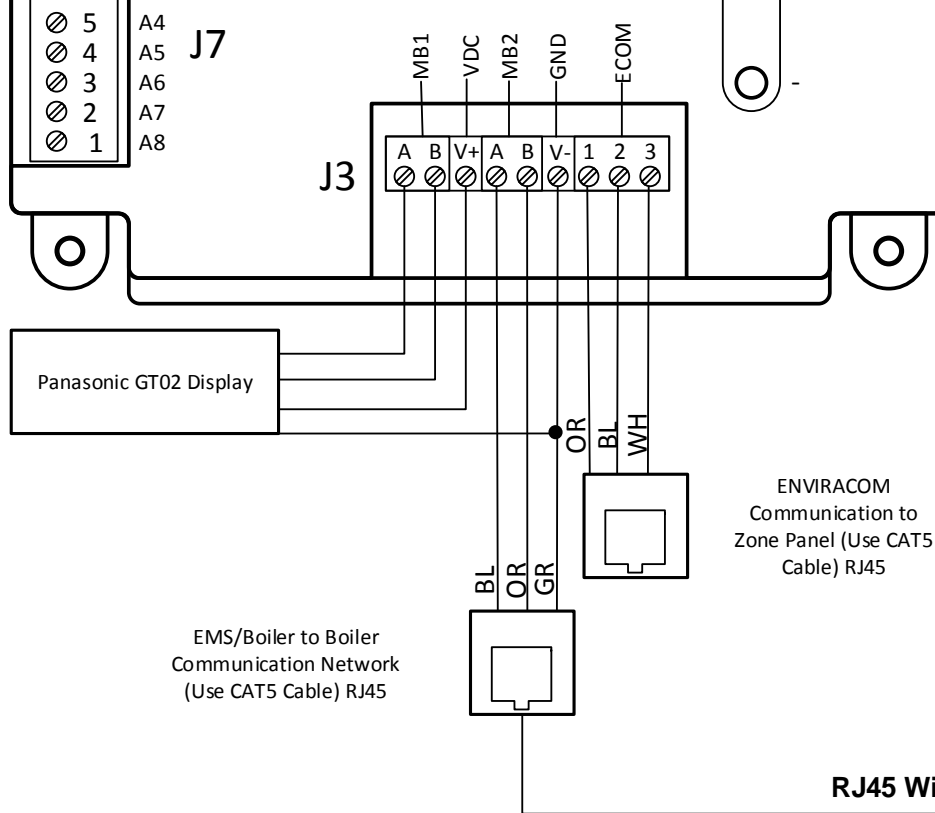 5 A4
4 A5
3 A6
2 A7
1 A8
J7
MB1
VDC
MB2
GND
ECOM
-
J3
A B V+ A B V- 1 2 3
Panasonic GT02 Display
OR
BL
WH
ENVIRACOM
Communication to
Zone Panel (Use CAT5
Cable) RJ45
BL
OR
GR
EMS/Boiler to Boiler
Communication Network
(Use CAT5 Cable) RJ45
RJ45 Wi